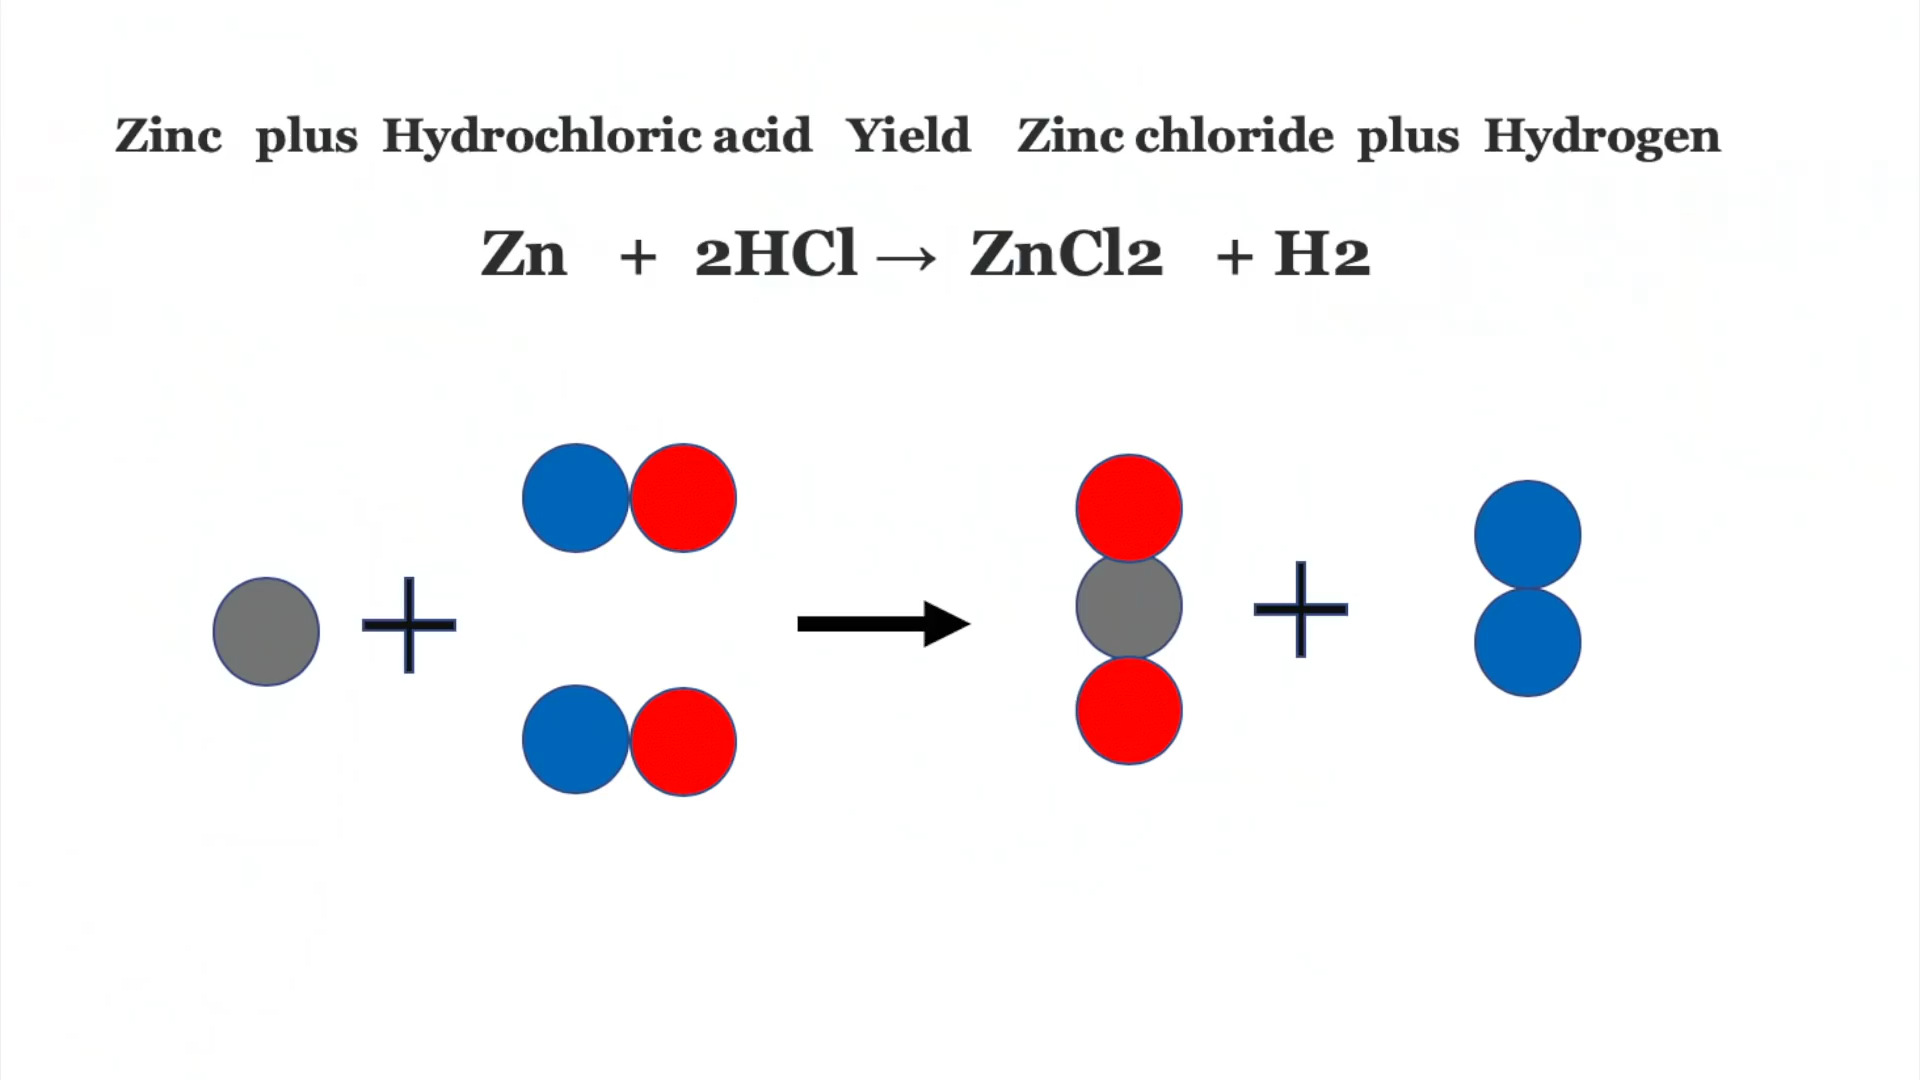 Zinc plus Hydrochloric acid Yield Zinc chloride plus Hydrogen
Zn + 2HCl → ZnCl2 + H2